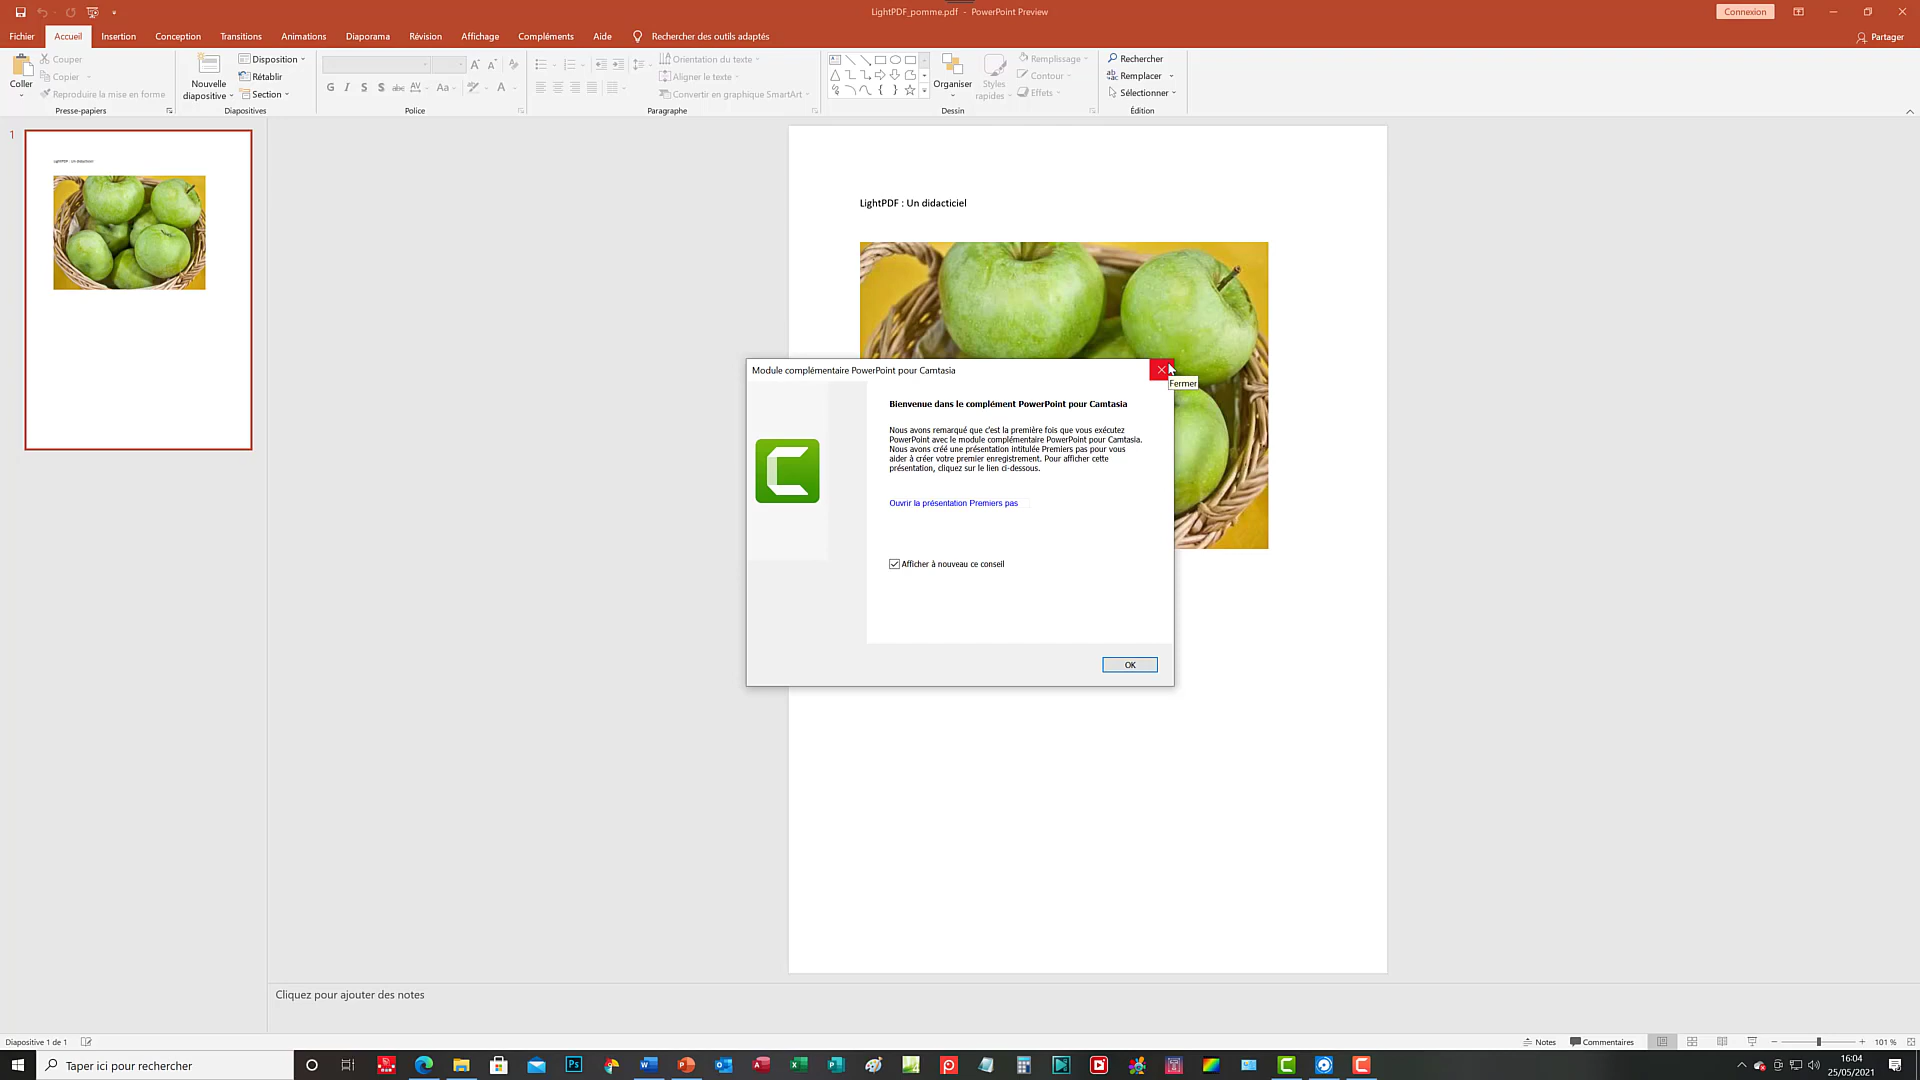 LightPDF_pomme.pdf - PowerPoint Preview
Connexion
Fichier Accueil Insertion Conception Transitions Animations Diaporama Révision Affichage Compléments Aide Rechercher des outils adaptés
Partager
Coller
Couper
Copier
Reproduire la mise en forme
Presse-papiers
Nouvelle
diapositive
Disposition
Rétablir
Section
Diapositives
G I S S abc AV Aa A
Police
Orientation du texte
Aligner le texte
Convertir en graphique SmartArt
Paragraphe
Organiser
Styles
rapides
Remplissage
Contour
Effets
Dessin
Rechercher
Remplacer
Sélectionner
Édition
1
LightPDF : Un didacticiel
LightPDF : Un didacticiel
Module complémentaire PowerPoint pour Camtasia
Fermer
Bienvenue dans le complément PowerPoint pour Camtasia
Nous avons remarqué que c'est la première fois que vous exécutez
PowerPoint avec le module complémentaire PowerPoint pour Camtasia.
Nous avons créé une présentation intitulée Premiers pas pour vous
aider à créer votre premier enregistrement. Pour afficher cette
présentation, cliquez sur le lien ci-dessous.
Ouvrir la présentation Premiers pas
Afficher à nouveau ce conseil
OK
Cliquez pour ajouter des notes
Diapositive 1 de 1
Notes
Commentaires
101 %
Taper ici pour rechercher
16:04
25/05/2021